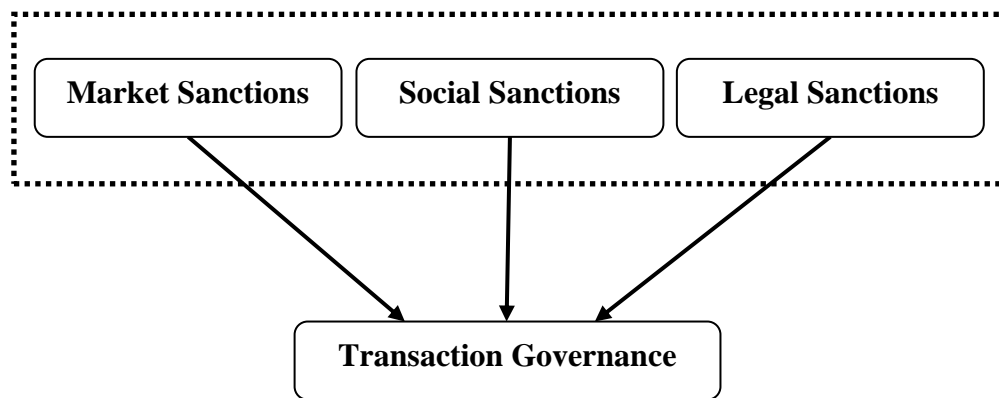 Market Sanctions
Social Sanctions
Legal Sanctions
Transaction Governance